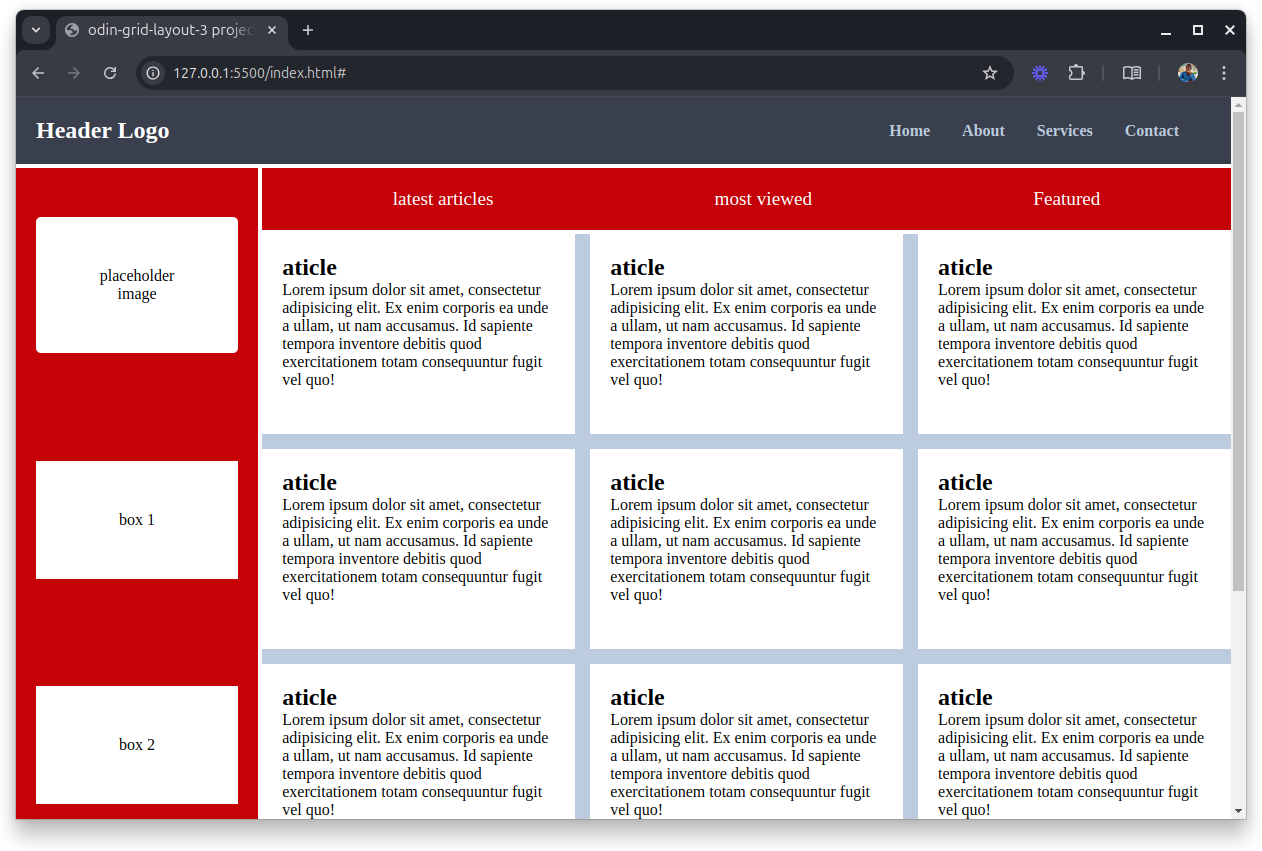 odin-grid-layout-3 projec
127.0.0.1:5500/index.html#
Header Logo
Home About Services Contact
latest articles most viewed Featured
placeholder
image
aticle
Lorem ipsum dolor sit amet, consectetur
adipisicing elit. Ex enim corporis ea unde
a ullam, ut nam accusamus. Id sapiente
tempora inventore debitis quod
exercitationem totam consequuntur fugit
vel quo!
aticle
Lorem ipsum dolor sit amet, consectetur
adipisicing elit. Ex enim corporis ea unde
a ullam, ut nam accusamus. Id sapiente
tempora inventore debitis quod
exercitationem totam consequuntur fugit
vel quo!
aticle
Lorem ipsum dolor sit amet, consectetur
adipisicing elit. Ex enim corporis ea unde
a ullam, ut nam accusamus. Id sapiente
tempora inventore debitis quod
exercitationem totam consequuntur fugit
vel quo!
box 1
aticle
Lorem ipsum dolor sit amet, consectetur
adipisicing elit. Ex enim corporis ea unde
a ullam, ut nam accusamus. Id sapiente
tempora inventore debitis quod
exercitationem totam consequuntur fugit
vel quo!
aticle
Lorem ipsum dolor sit amet, consectetur
adipisicing elit. Ex enim corporis ea unde
a ullam, ut nam accusamus. Id sapiente
tempora inventore debitis quod
exercitationem totam consequuntur fugit
vel quo!
aticle
Lorem ipsum dolor sit amet, consectetur
adipisicing elit. Ex enim corporis ea unde
a ullam, ut nam accusamus. Id sapiente
tempora inventore debitis quod
exercitationem totam consequuntur fugit
vel quo!
box 2
aticle
Lorem ipsum dolor sit amet, consectetur
adipisicing elit. Ex enim corporis ea unde
a ullam, ut nam accusamus. Id sapiente
tempora inventore debitis quod
exercitationem totam consequuntur fugit
vel quo!
aticle
Lorem ipsum dolor sit amet, consectetur
adipisicing elit. Ex enim corporis ea unde
a ullam, ut nam accusamus. Id sapiente
tempora inventore debitis quod
exercitationem totam consequuntur fugit
vel quo!
aticle
Lorem ipsum dolor sit amet, consectetur
adipisicing elit. Ex enim corporis ea unde
a ullam, ut nam accusamus. Id sapiente
tempora inventore debitis quod
exercitationem totam consequuntur fugit
vel quo!